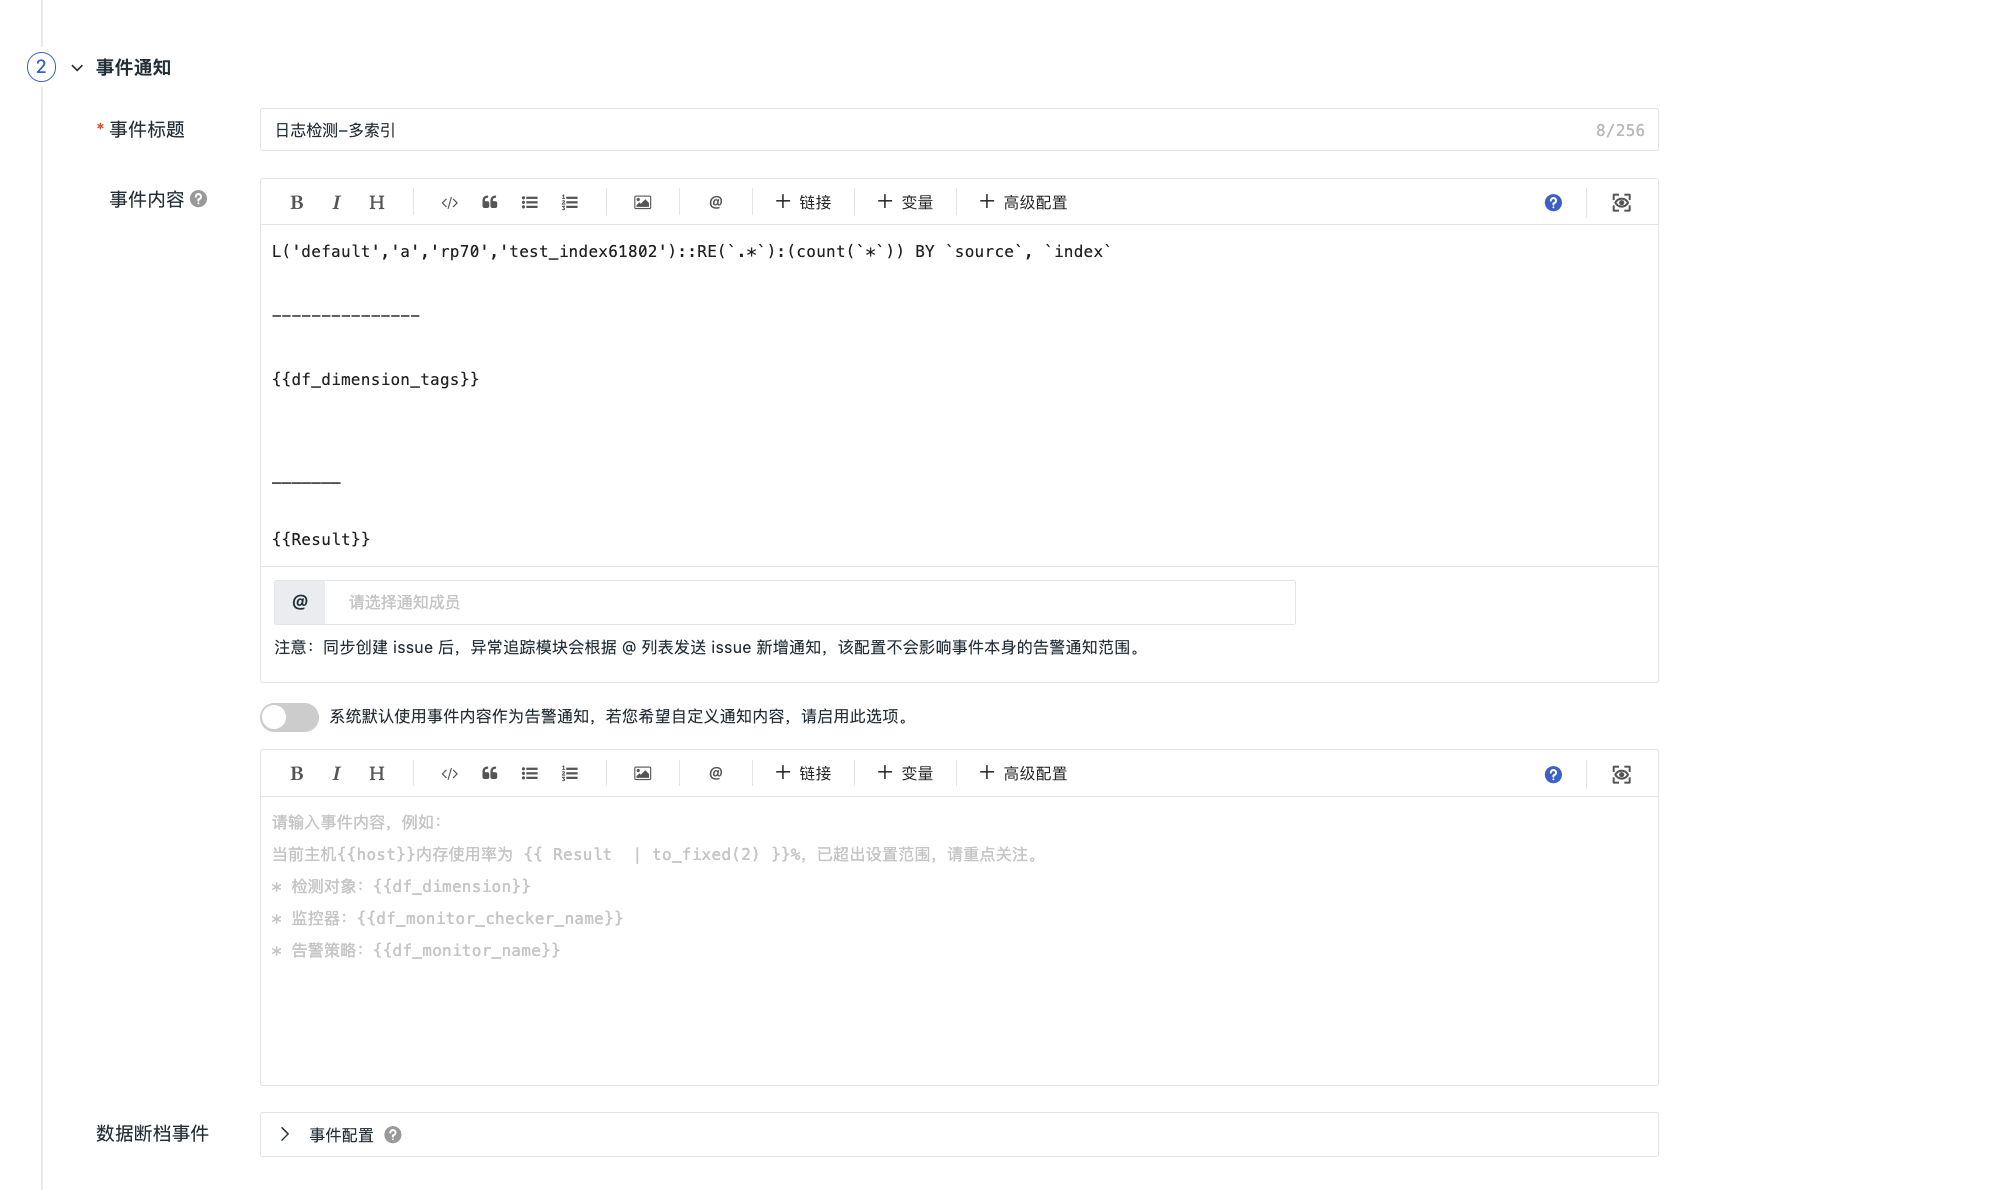 2 事件通知
* 事件标题
日志检测-多索引 8/256
事件内容 ?
B I H </> @ + 链接 + 变量 + 高级配置 ?
L('default','a','rp70','test_index61802')::RE(`.*`):(count(`*`)) BY `source`, `index`
---------------
{{df_dimension_tags}}
_______
{{Result}}
@ 请选择通知成员
注意：同步创建 issue 后，异常追踪模块会根据 @ 列表发送 issue 新增通知，该配置不会影响事件本身的告警通知范围。
系统默认使用事件内容作为告警通知，若您希望自定义通知内容，请启用此选项。
B I H </> @ + 链接 + 变量 + 高级配置 ?
请输入事件内容，例如：
当前主机{{host}}内存使用率为 {{ Result  | to_fixed(2) }}%，已超出设置范围，请重点关注。
* 检测对象：{{df_dimension}}
* 监控器：{{df_monitor_checker_name}}
* 告警策略：{{df_monitor_name}}
数据断档事件
事件配置 ?